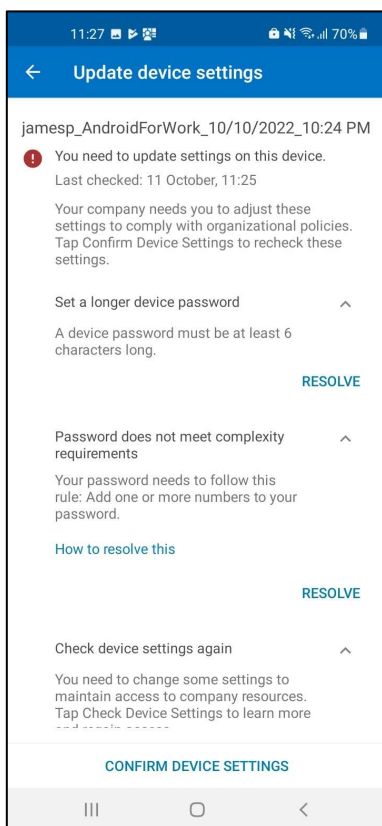 11:27 70%
Update device settings
jamesp_AndroidForWork_10/10/2022_10:24 PM
You need to update settings on this device.
Last checked: 11 October, 11:25
Your company needs you to adjust these
settings to comply with organizational policies.
Tap Confirm Device Settings to recheck these
settings.
Set a longer device password
A device password must be at least 6
characters long.
RESOLVE
Password does not meet complexity
requirements
Your password needs to follow this
rule: Add one or more numbers to your
password.
How to resolve this
RESOLVE
Check device settings again
You need to change some settings to
maintain access to company resources.
Tap Check Device Settings to learn more
CONFIRM DEVICE SETTINGS